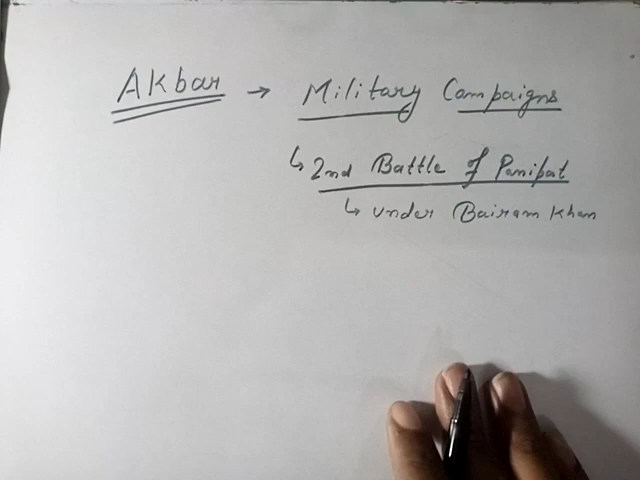 Akbar → Military Campaigns
↳ 2nd Battle of Panipat
↳ under Bairam Khan